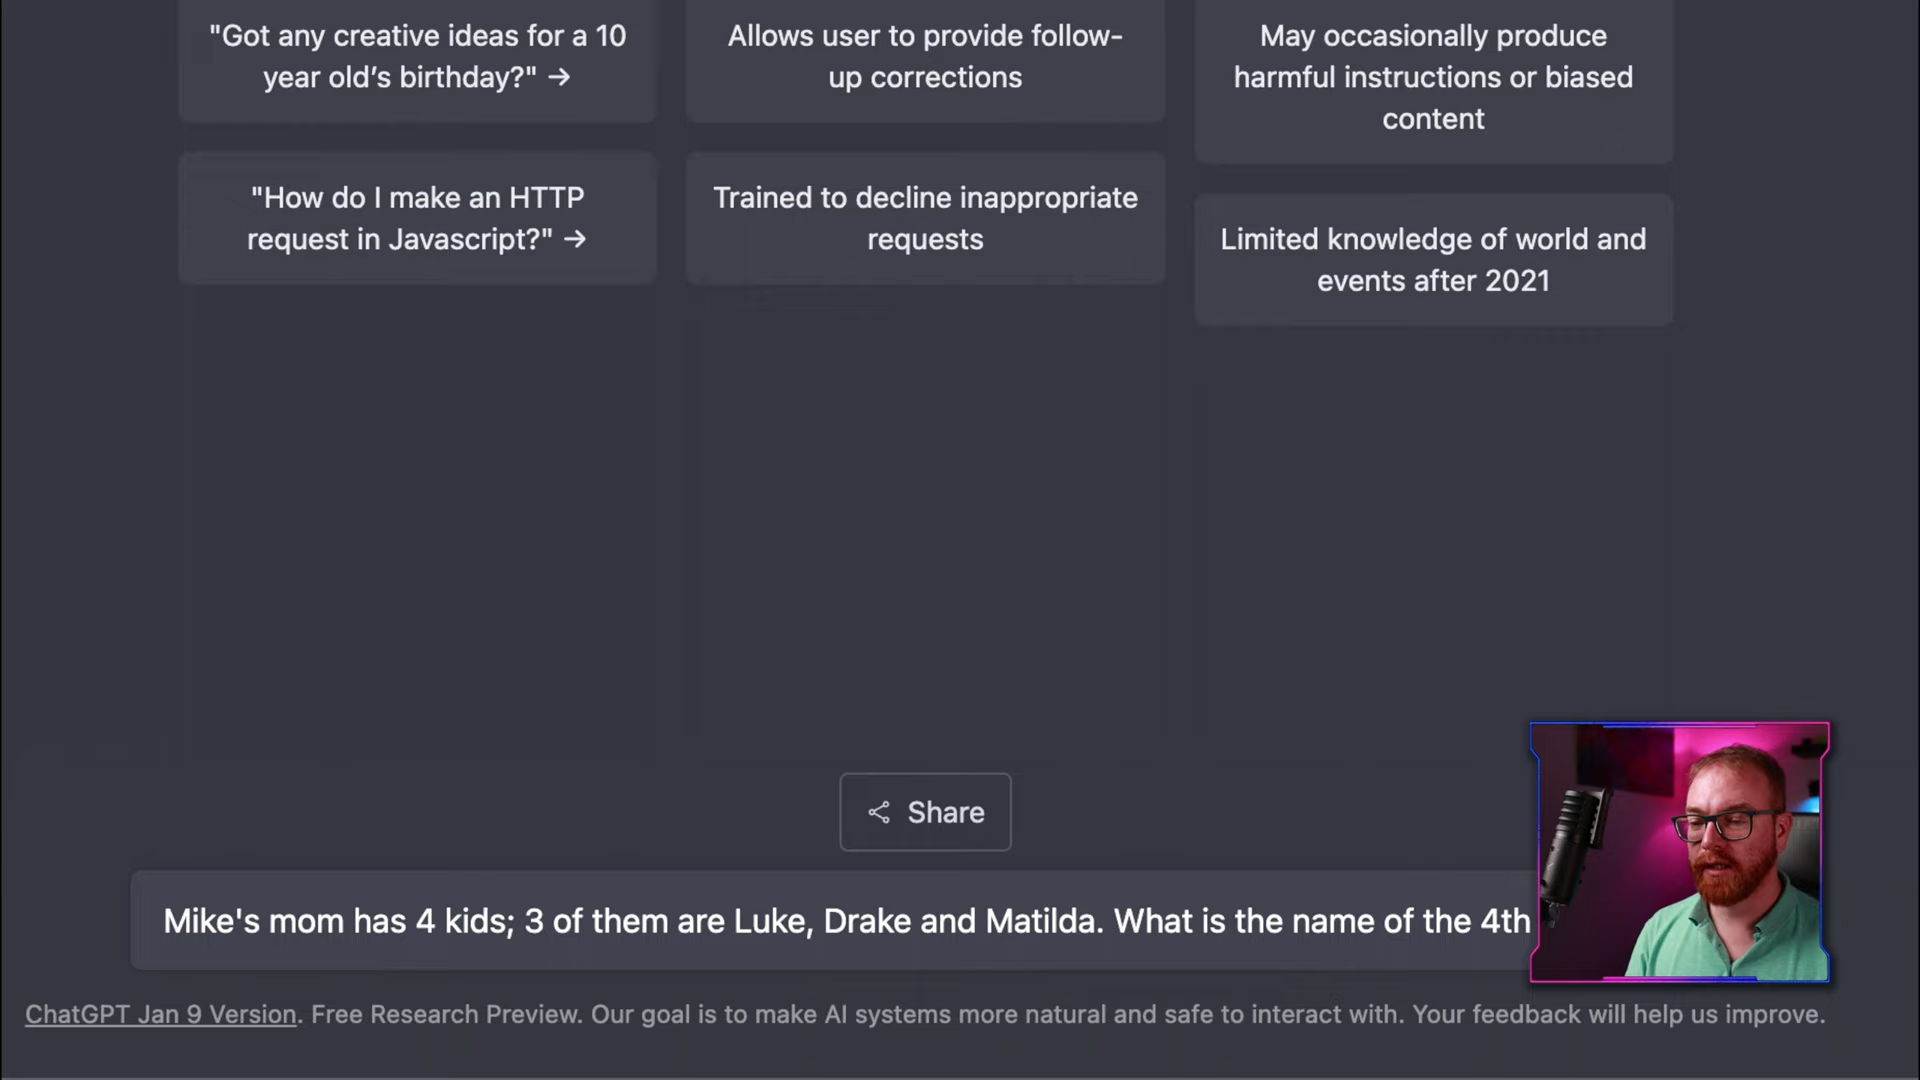 "Got any creative ideas for a 10
year old’s birthday?" →
Allows user to provide follow-
up corrections
May occasionally produce
harmful instructions or biased
content
"How do I make an HTTP
request in Javascript?" →
Trained to decline inappropriate
requests
Limited knowledge of world and
events after 2021
Share
Mike's mom has 4 kids; 3 of them are Luke, Drake and Matilda. What is the name of the 4th
ChatGPT Jan 9 Version. Free Research Preview. Our goal is to make AI systems more natural and safe to interact with. Your feedback will help us improve.